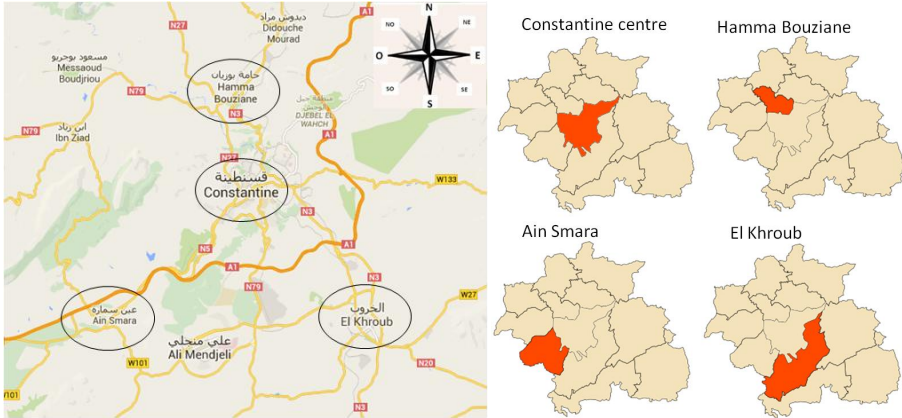 ديدوش مراد
Didouche
Mourad
N27
N
NO
NE
O
E
SO
SE
S
مسعود بوجريو
Messaoud
Boudjriou
N79
حامة بوزيان
Hamma
Bouziane
N3
DJEBEL EL
WAHCH
A1
N79
ابن زياد
Ibn Ziad
N27
قسنطينة
Constantine
W133
N3
N5
A1
A1
N3
N79
W27
عين سمارة
Ain Smara
الخروب
El Khroub
علي منجلي
Ali Mendjeli
W101
N20
W101
N3
Constantine centre
Hamma Bouziane
Ain Smara
El Khroub